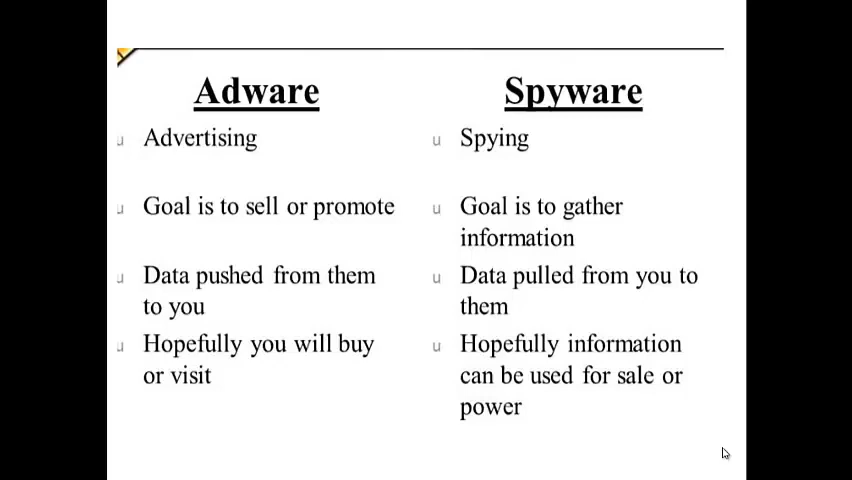 Adware
Advertising
Goal is to sell or promote
Data pushed from them
to you
Hopefully you will buy
or visit
Spyware
Spying
Goal is to gather
information
Data pulled from you to
them
Hopefully information
can be used for sale or
power